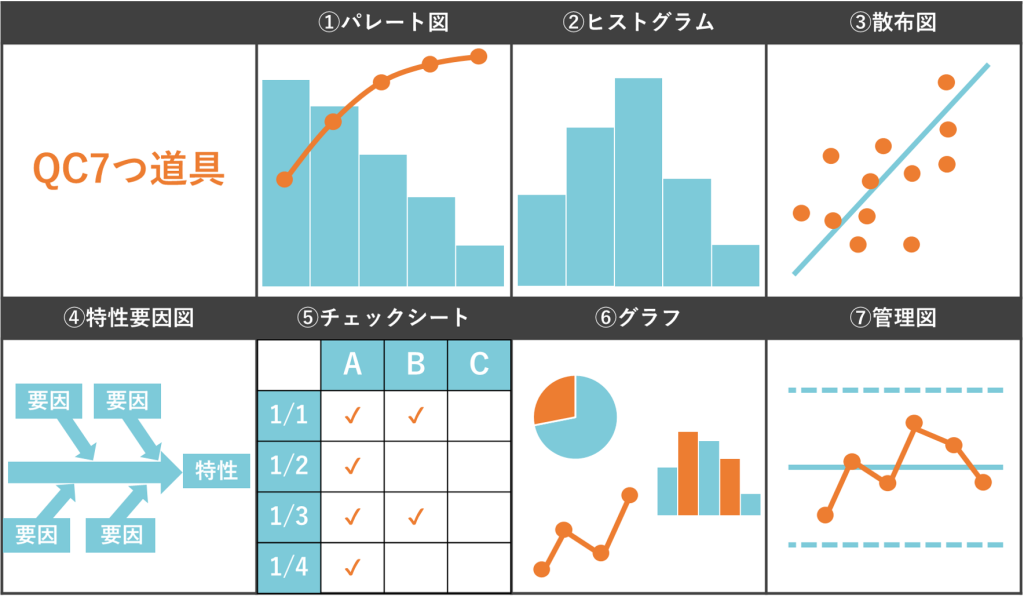 ①パレート図
②ヒストグラム
③散布図
QC7つ道具
④特性要因図
⑤チェックシート
⑥グラフ
⑦管理図
要因 要因
特性
要因 要因
A B C
1/1 ✓ ✓
1/2 ✓
1/3 ✓ ✓
1/4 ✓